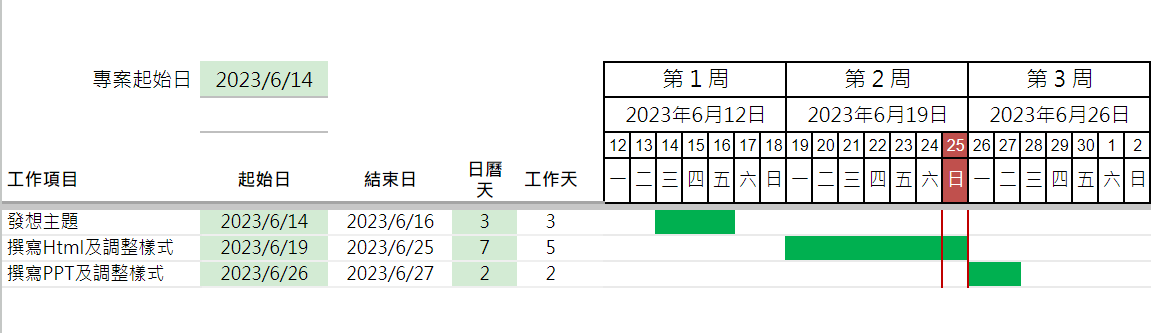 專案起始日 2023/6/14 第 1 周 第 2 周 第 3 周
2023年6月12日 2023年6月19日 2023年6月26日
12 13 14 15 16 17 18 19 20 21 22 23 24 25 26 27 28 29 30 1 2
工作項目 起始日 結束日 日曆天 工作天 一 二 三 四 五 六 日 一 二 三 四 五 六 日 一 二 三 四 五 六 日
發想主題 2023/6/14 2023/6/16 3 3
撰寫Html及調整樣式 2023/6/19 2023/6/25 7 5
撰寫PPT及調整樣式 2023/6/26 2023/6/27 2 2